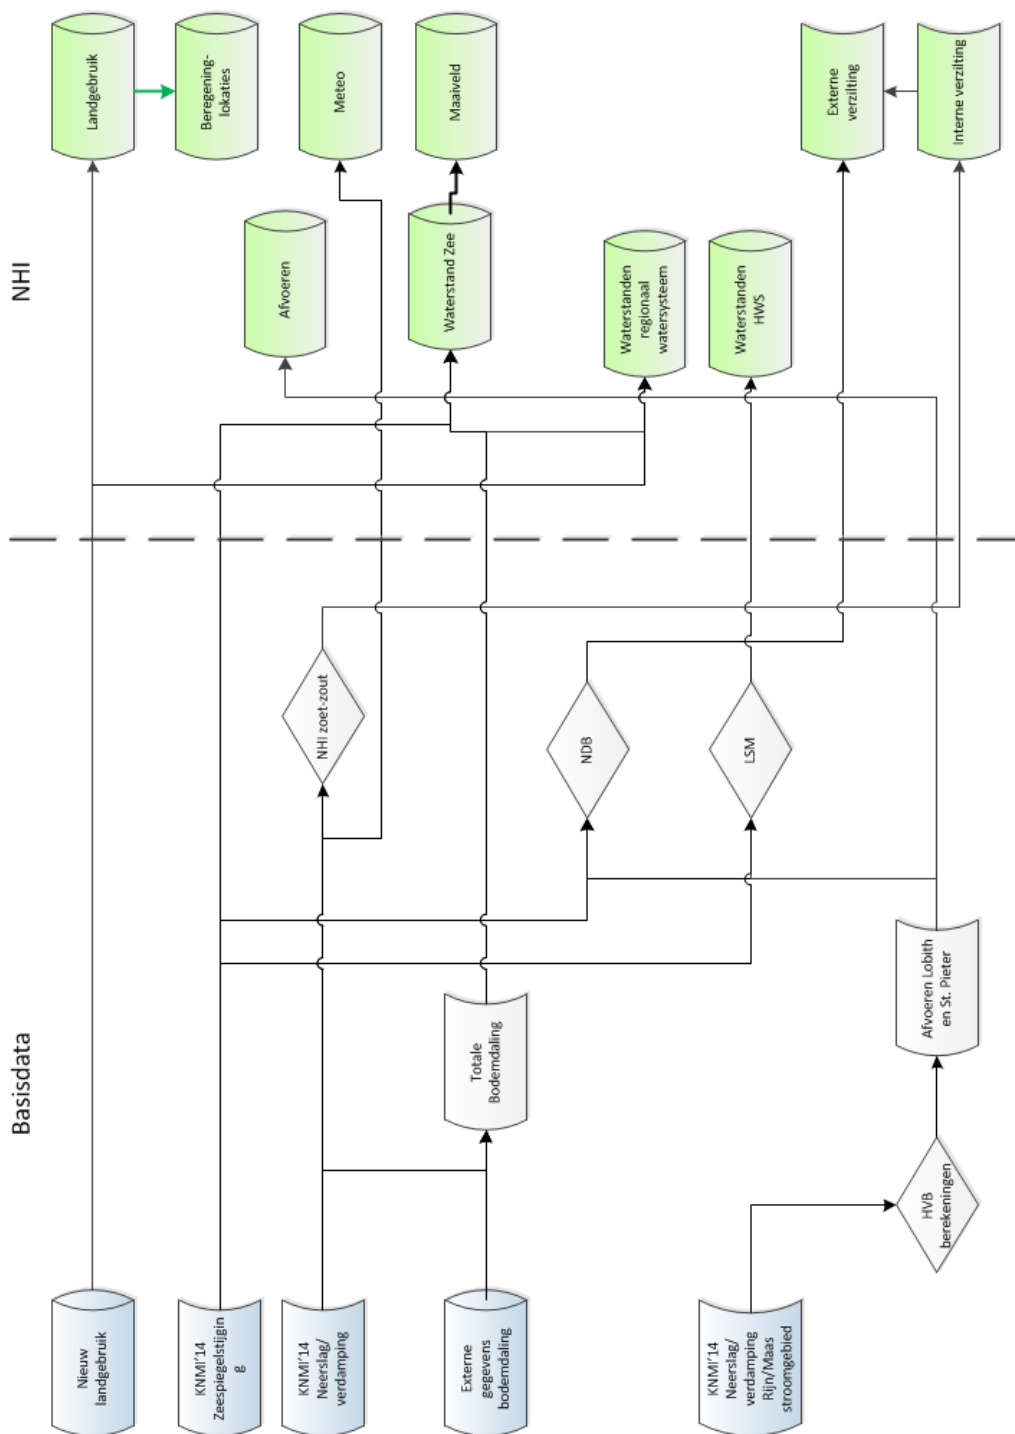 Basisdata
NHI
Nieuw
landgebruik
KNMI'14
Zeespiegelstijgin
g
KNMI'14
Neerslag/
verdamping
Externe
gegevens
bodemdaling
KNMI'14
Neerslag/
verdamping
Rijn/Maas
stroomgebied
HVB
berekeningen
Totale
Bodemdaling
Afvoeren Lobith
en St. Pieter
NHI zoet-zout
NDB
LSM
Landgebruik
Beregening-
lokaties
Meteo
Maaiveld
Afvoeren
Waterstand Zee
Waterstanden
regionaal
watersysteem
Waterstanden
HWS
Externe
verzilting
Interne verzilting